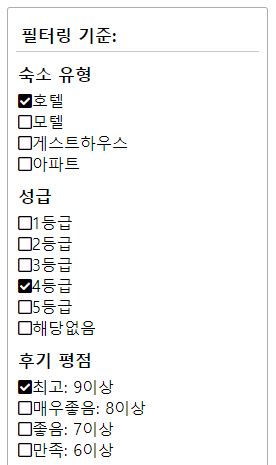 필터링 기준:
숙소 유형
호텔
모텔
게스트하우스
아파트
성급
1등급
2등급
3등급
4등급
5등급
해당없음
후기 평점
최고: 9이상
매우좋음: 8이상
좋음: 7이상
만족: 6이상